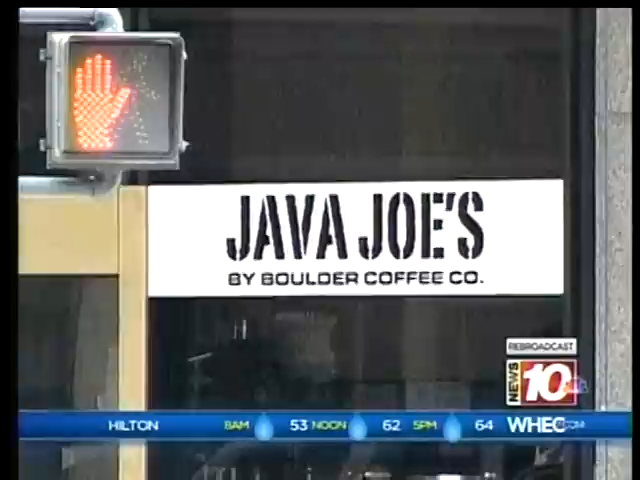 JAVA JOE'S
BY BOULDER COFFEE CO.
REBROADCAST
NEWS
10
HILTON 8AM 53 NOON 62 5PM 64 WHEC.COM